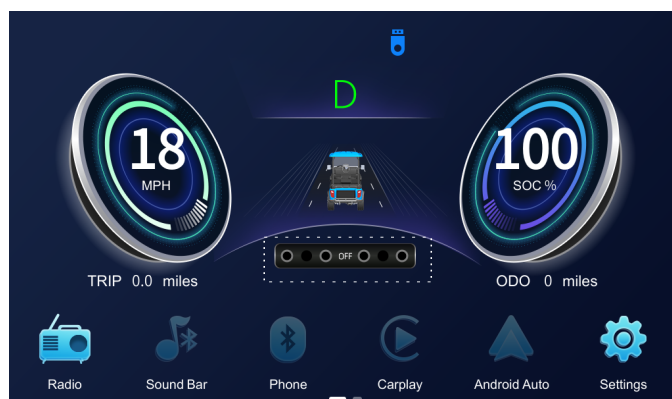 D
18
MPH
100
SOC %
OFF
TRIP 0.0 miles
ODO 0 miles
Radio
Sound Bar
Phone
Carplay
Android Auto
Settings